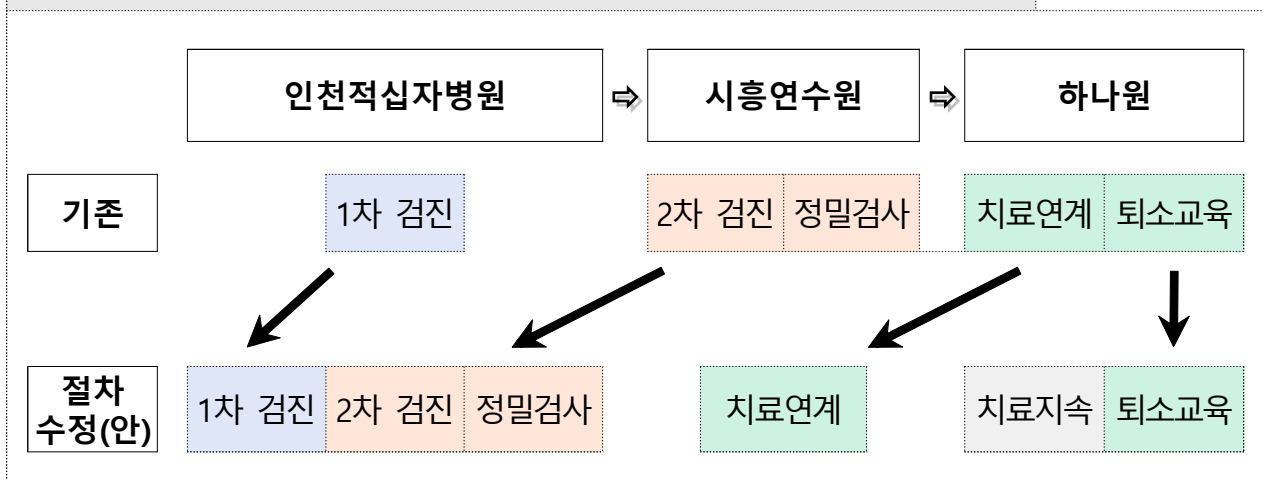 인천적십자병원 ⇨ 시흥연수원 ⇨ 하나원
기존 1차 검진 2차 검진 정밀검사 치료연계 퇴소교육
절차
수정(안)
1차 검진 2차 검진 정밀검사 치료연계 치료지속 퇴소교육